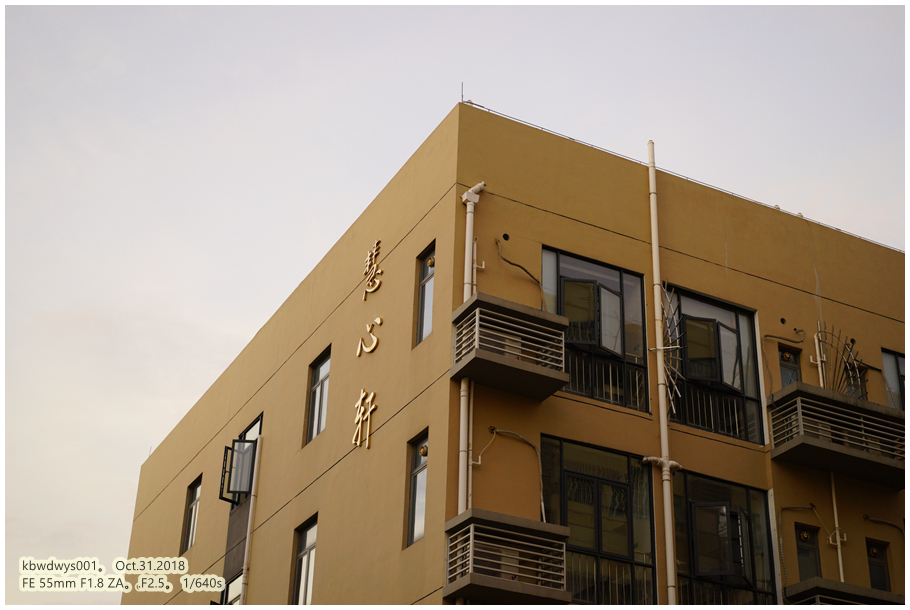 慧心轩
kbwdwys001。 Oct.31.2018
FE 55mm F1.8 ZA。,F2.5。 1/640s